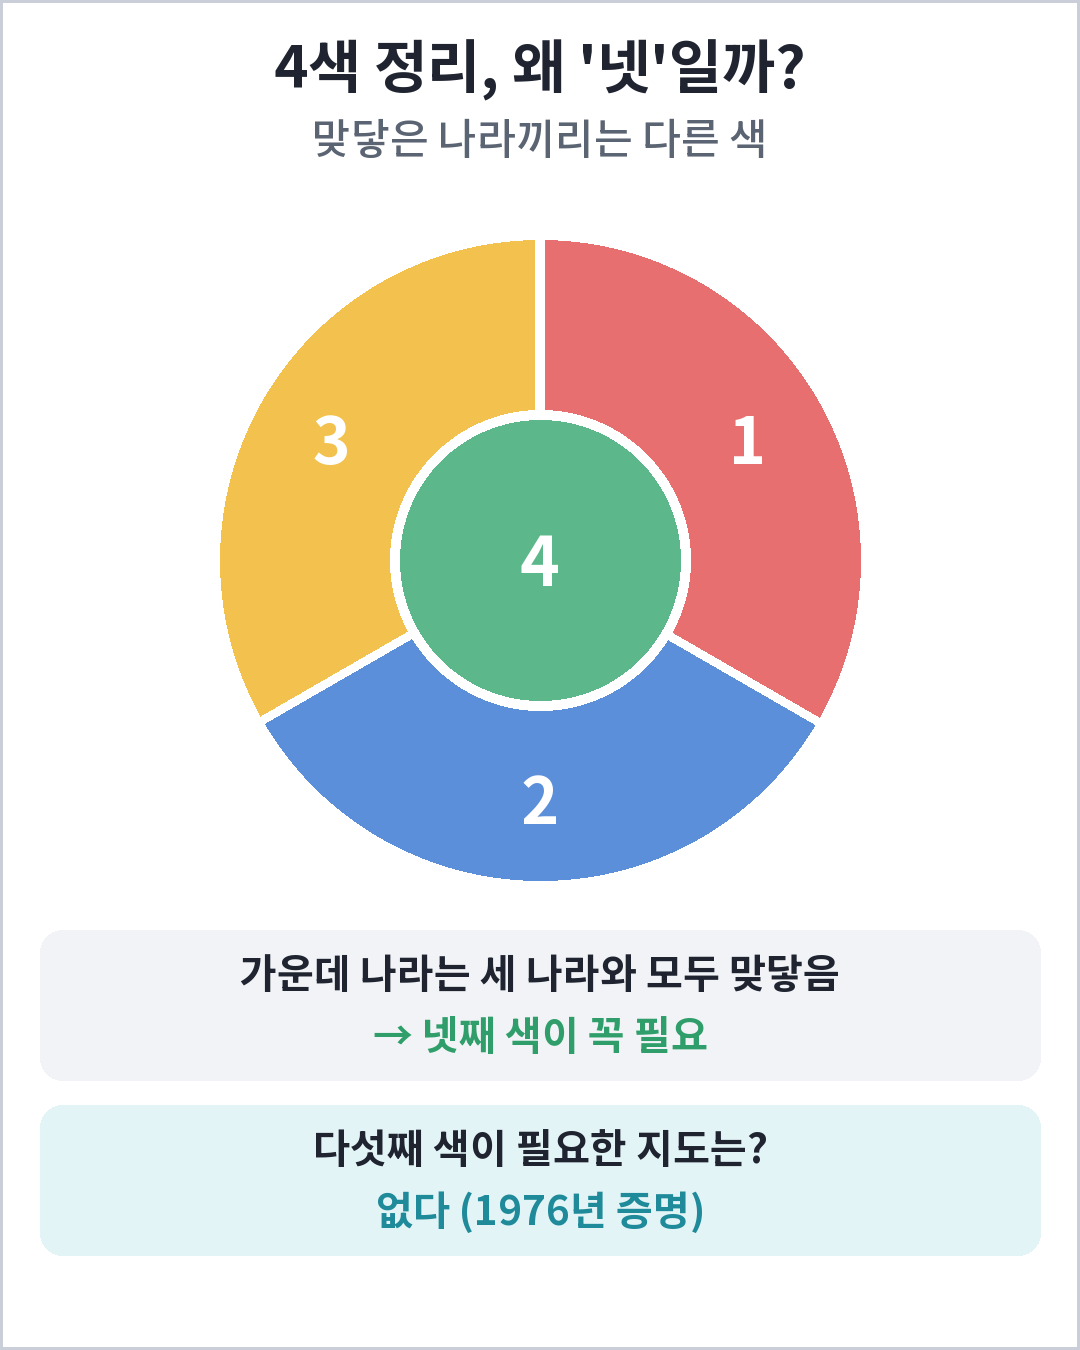 4색 정리, 왜 '넷'일까?
맞닿은 나라끼리는 다른 색
3
1
4
2
가운데 나라는 세 나라와 모두 맞닿음
→ 넷째 색이 꼭 필요
다섯째 색이 필요한 지도는?
없다 (1976년 증명)